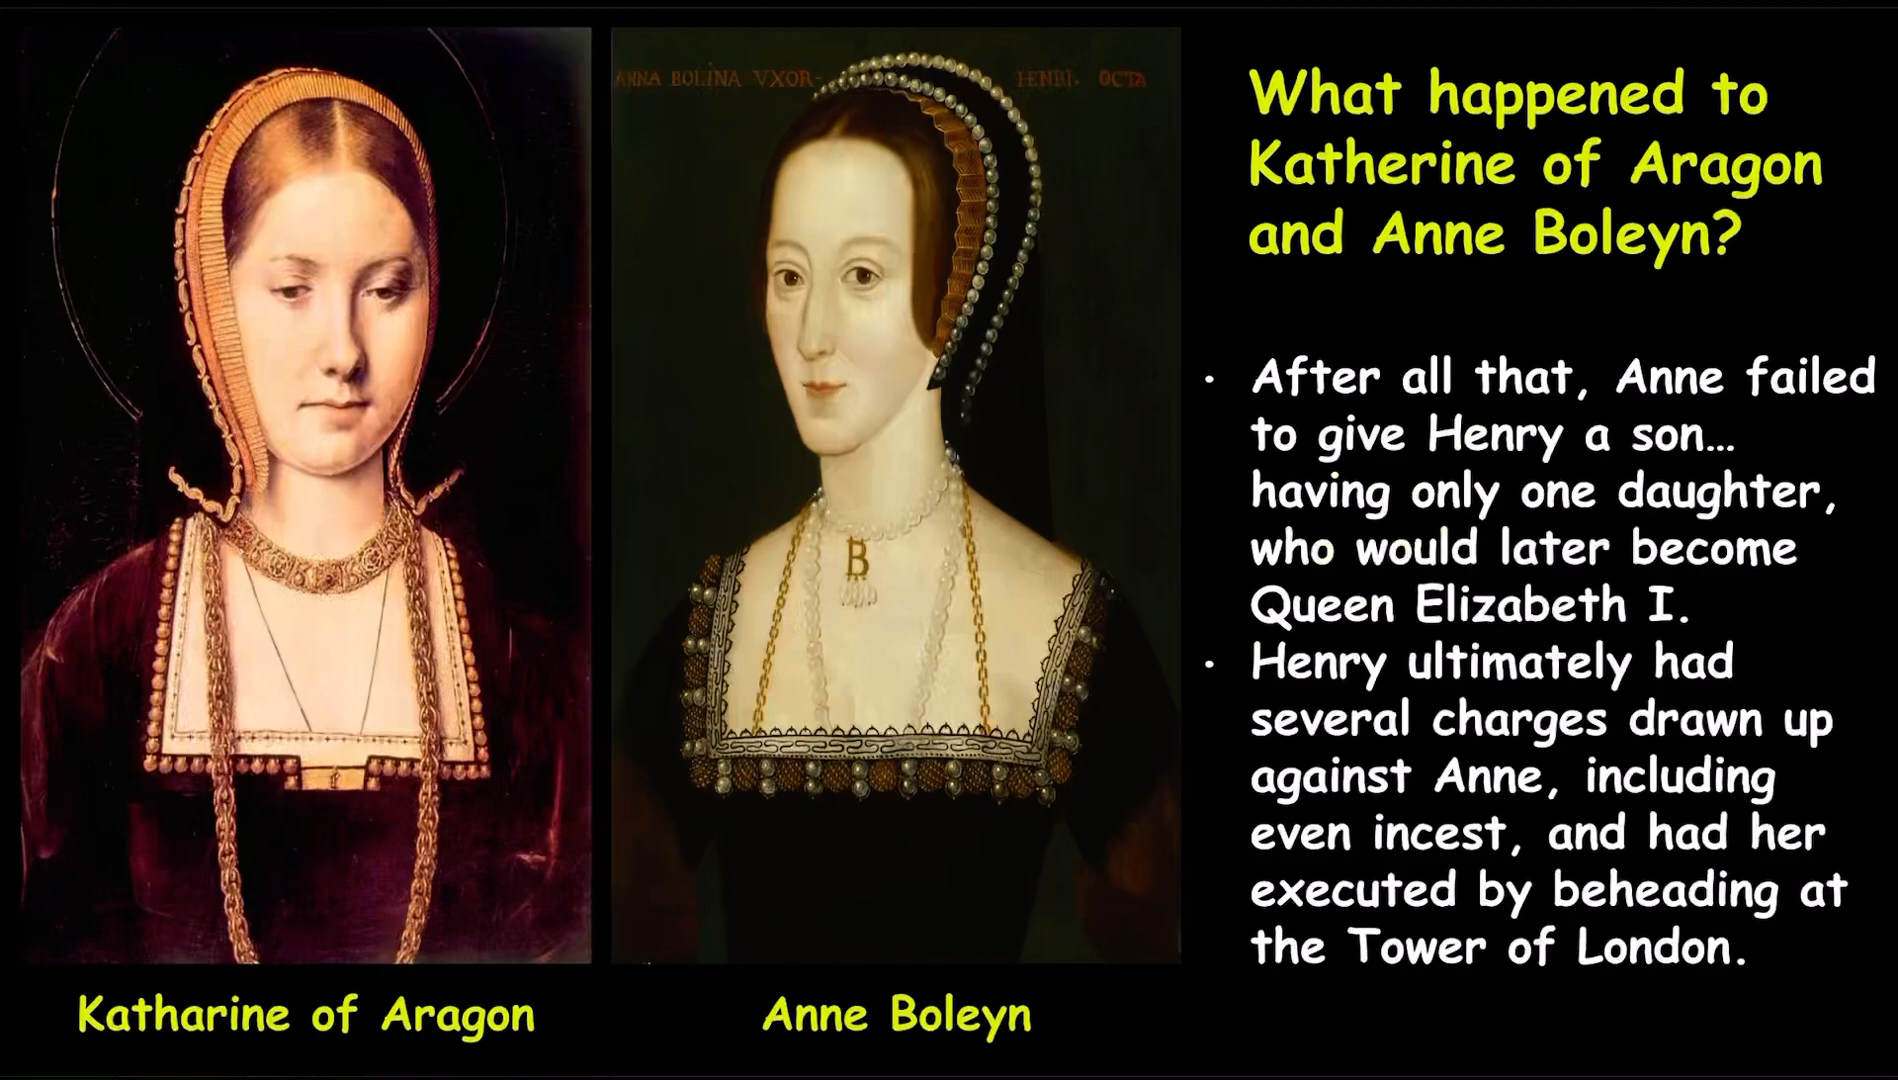 ANNA BOLINA VXOR- HENRI. OCTA
What happened to
Katherine of Aragon
and Anne Boleyn?
• After all that, Anne failed
to give Henry a son...
having only one daughter,
who would later become
Queen Elizabeth I.
• Henry ultimately had
several charges drawn up
against Anne, including
even incest, and had her
executed by beheading at
the Tower of London.
B
Katharine of Aragon
Anne Boleyn